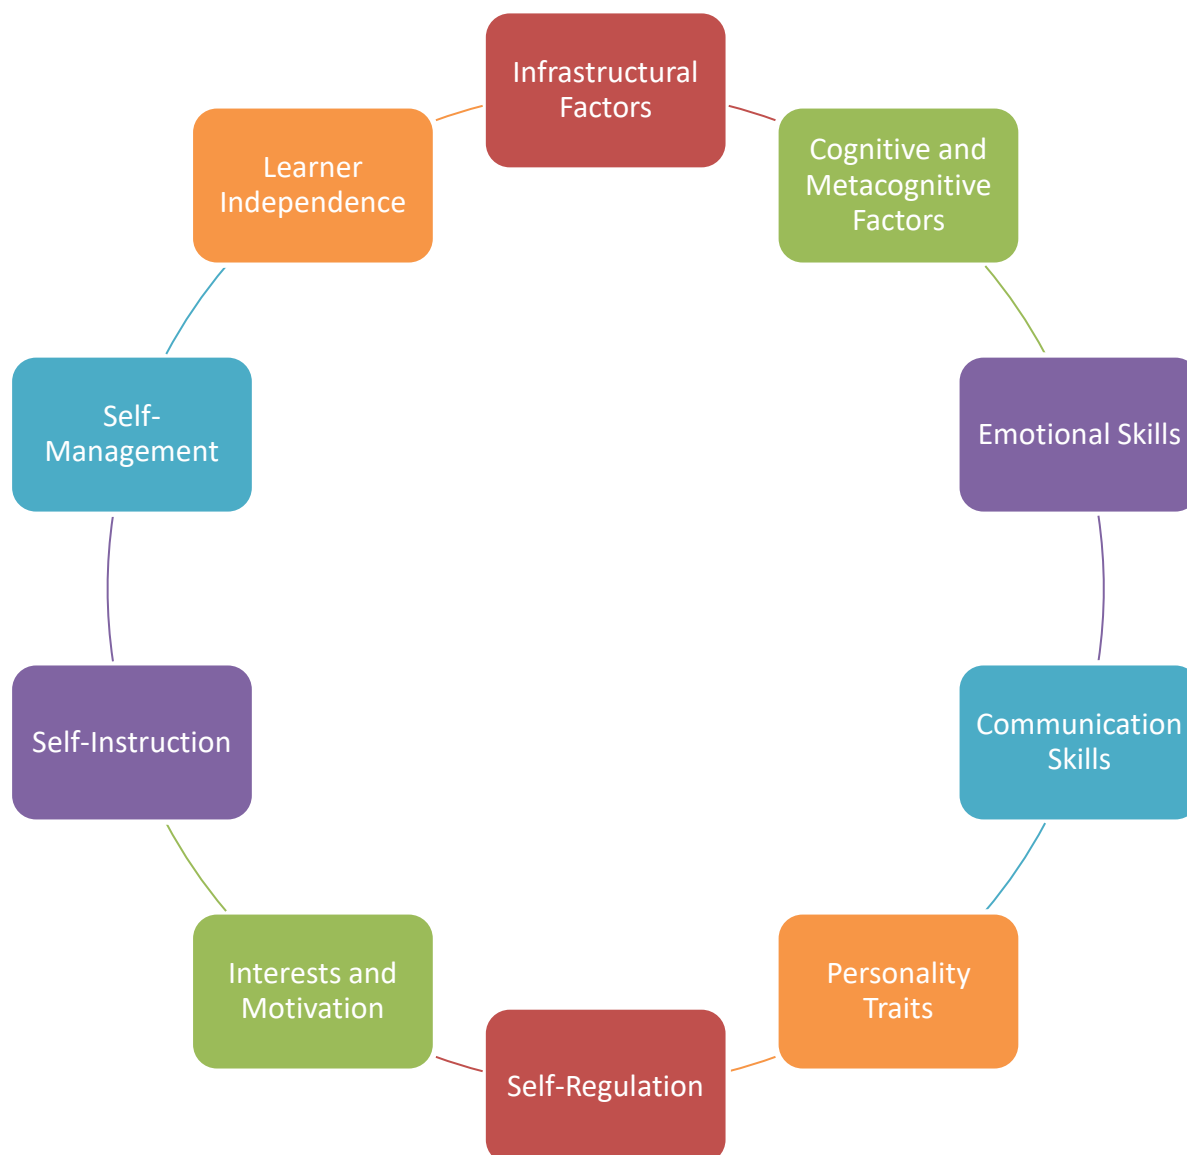 Infrastructural
Factors
Cognitive and
Metacognitive
Factors
Emotional Skills
Communication
Skills
Personality
Traits
Self-Regulation
Interests and
Motivation
Self-Instruction
Self-
Management
Learner
Independence